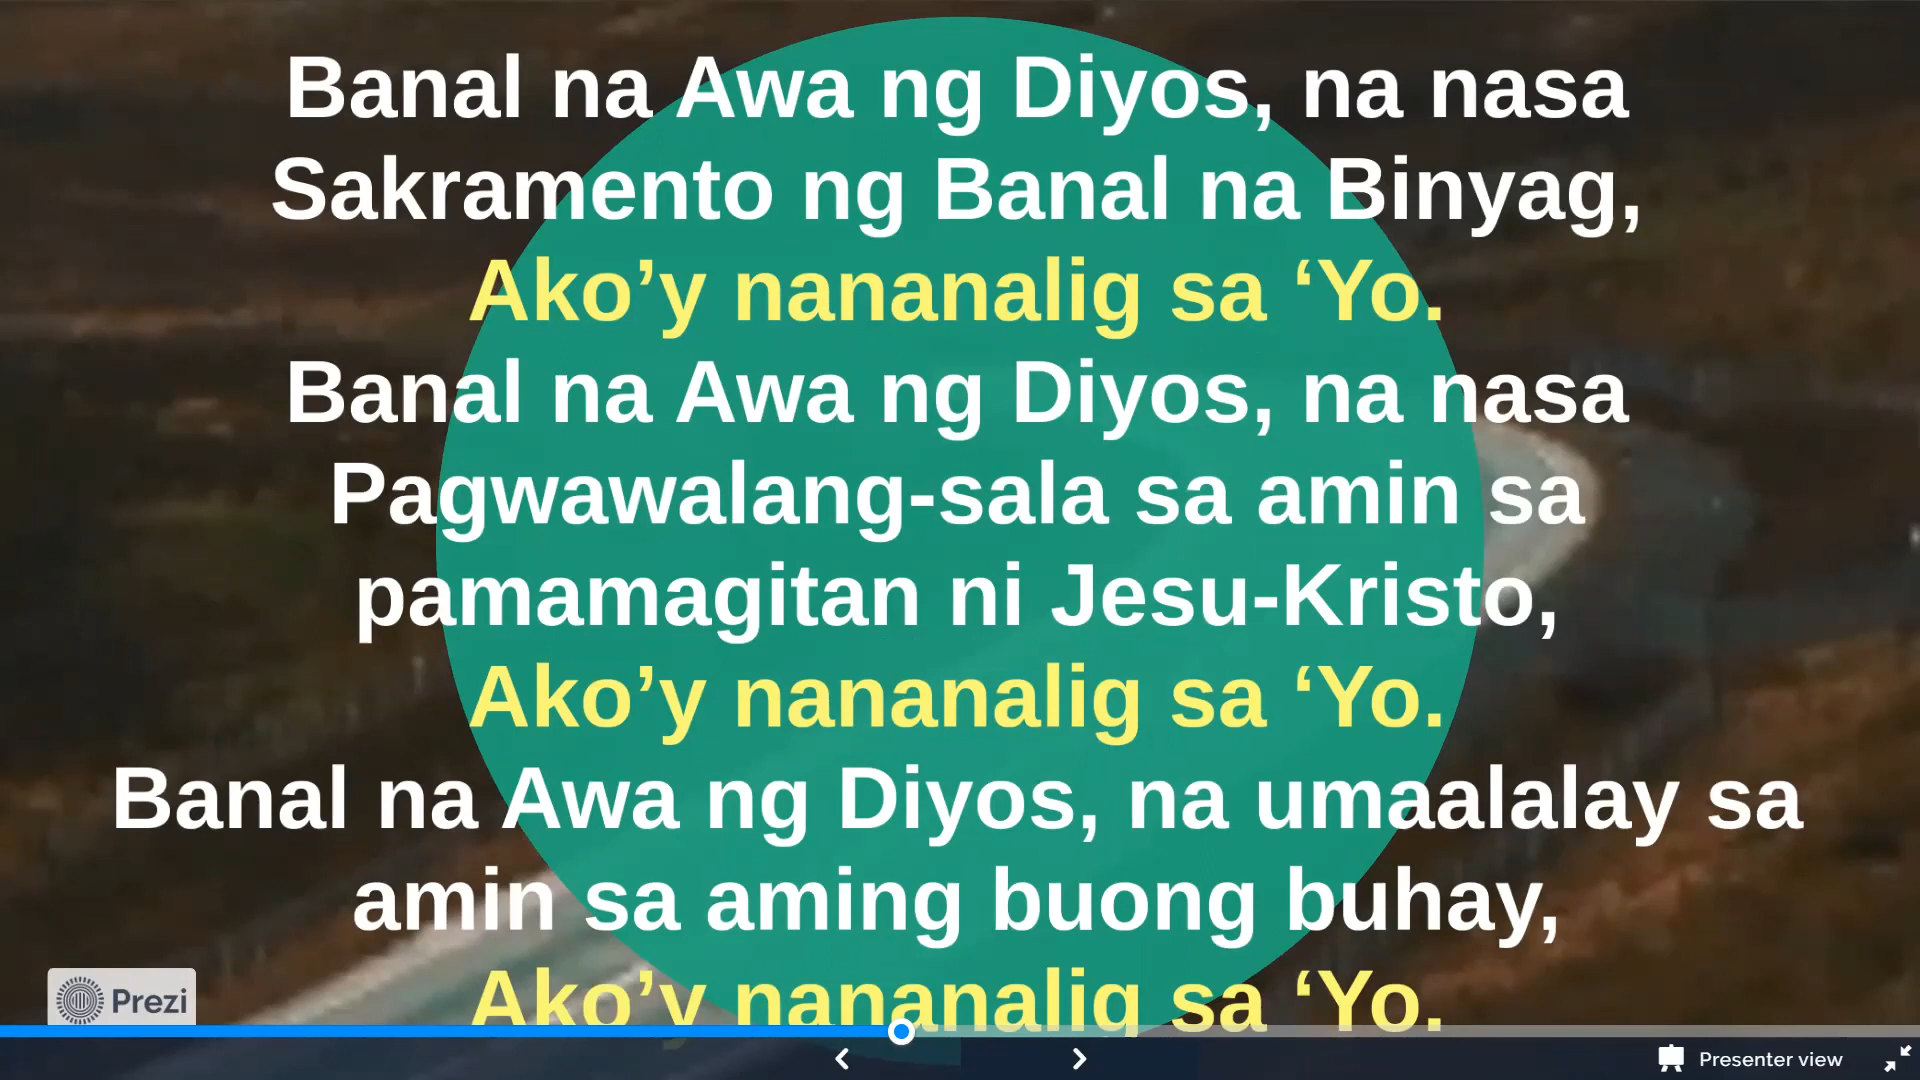 Banal na Awa ng Diyos, na nasa
Sakramento ng Banal na Binyag,
Ako’y nananalig sa ‘Yo.
Banal na Awa ng Diyos, na nasa
Pagwawalang-sala sa amin sa
pamamagitan ni Jesu-Kristo,
Ako’y nananalig sa ‘Yo.
Banal na Awa ng Diyos, na umaalalay sa
amin sa aming buong buhay,
Ako’y nananalig sa ‘Yo.
Prezi
Presenter view